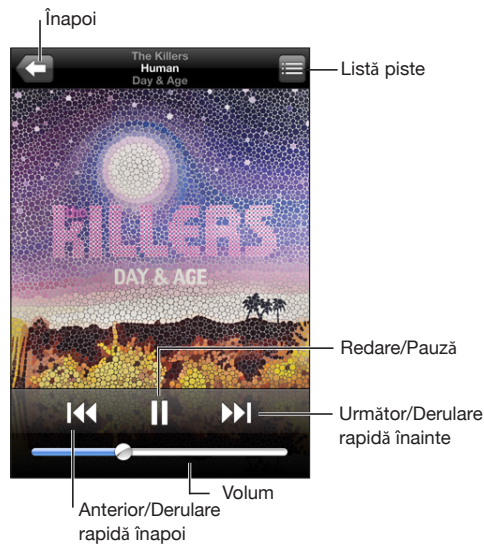 Înapoi
The Killers
Human
Day & Age
Listă piste
the
KILLERS
DAY & AGE
Redare/Pauză
Următor/Derulare
rapidă înainte
Volum
Anterior/Derulare
rapidă înapoi